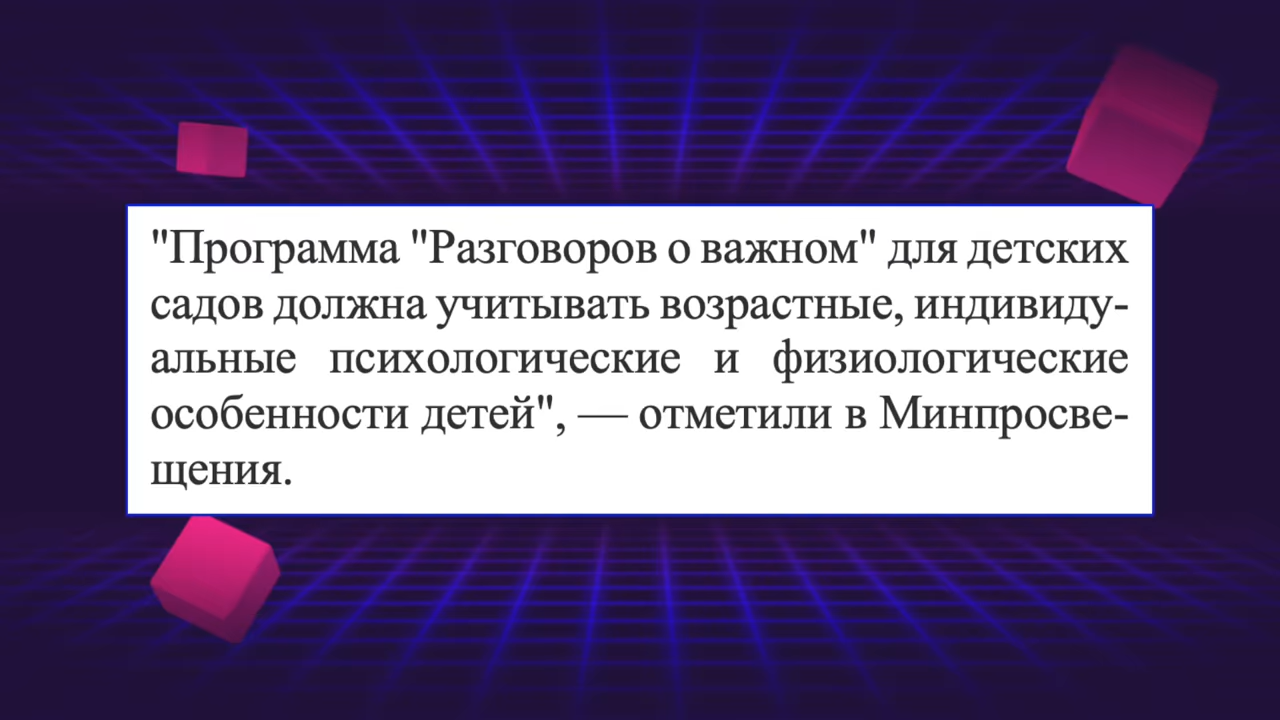 "Программа "Разговоров о важном" для детских
садов должна учитывать возрастные, индивиду-
альные психологические и физиологические
особенности детей", — отметили в Минпросве-
щения.